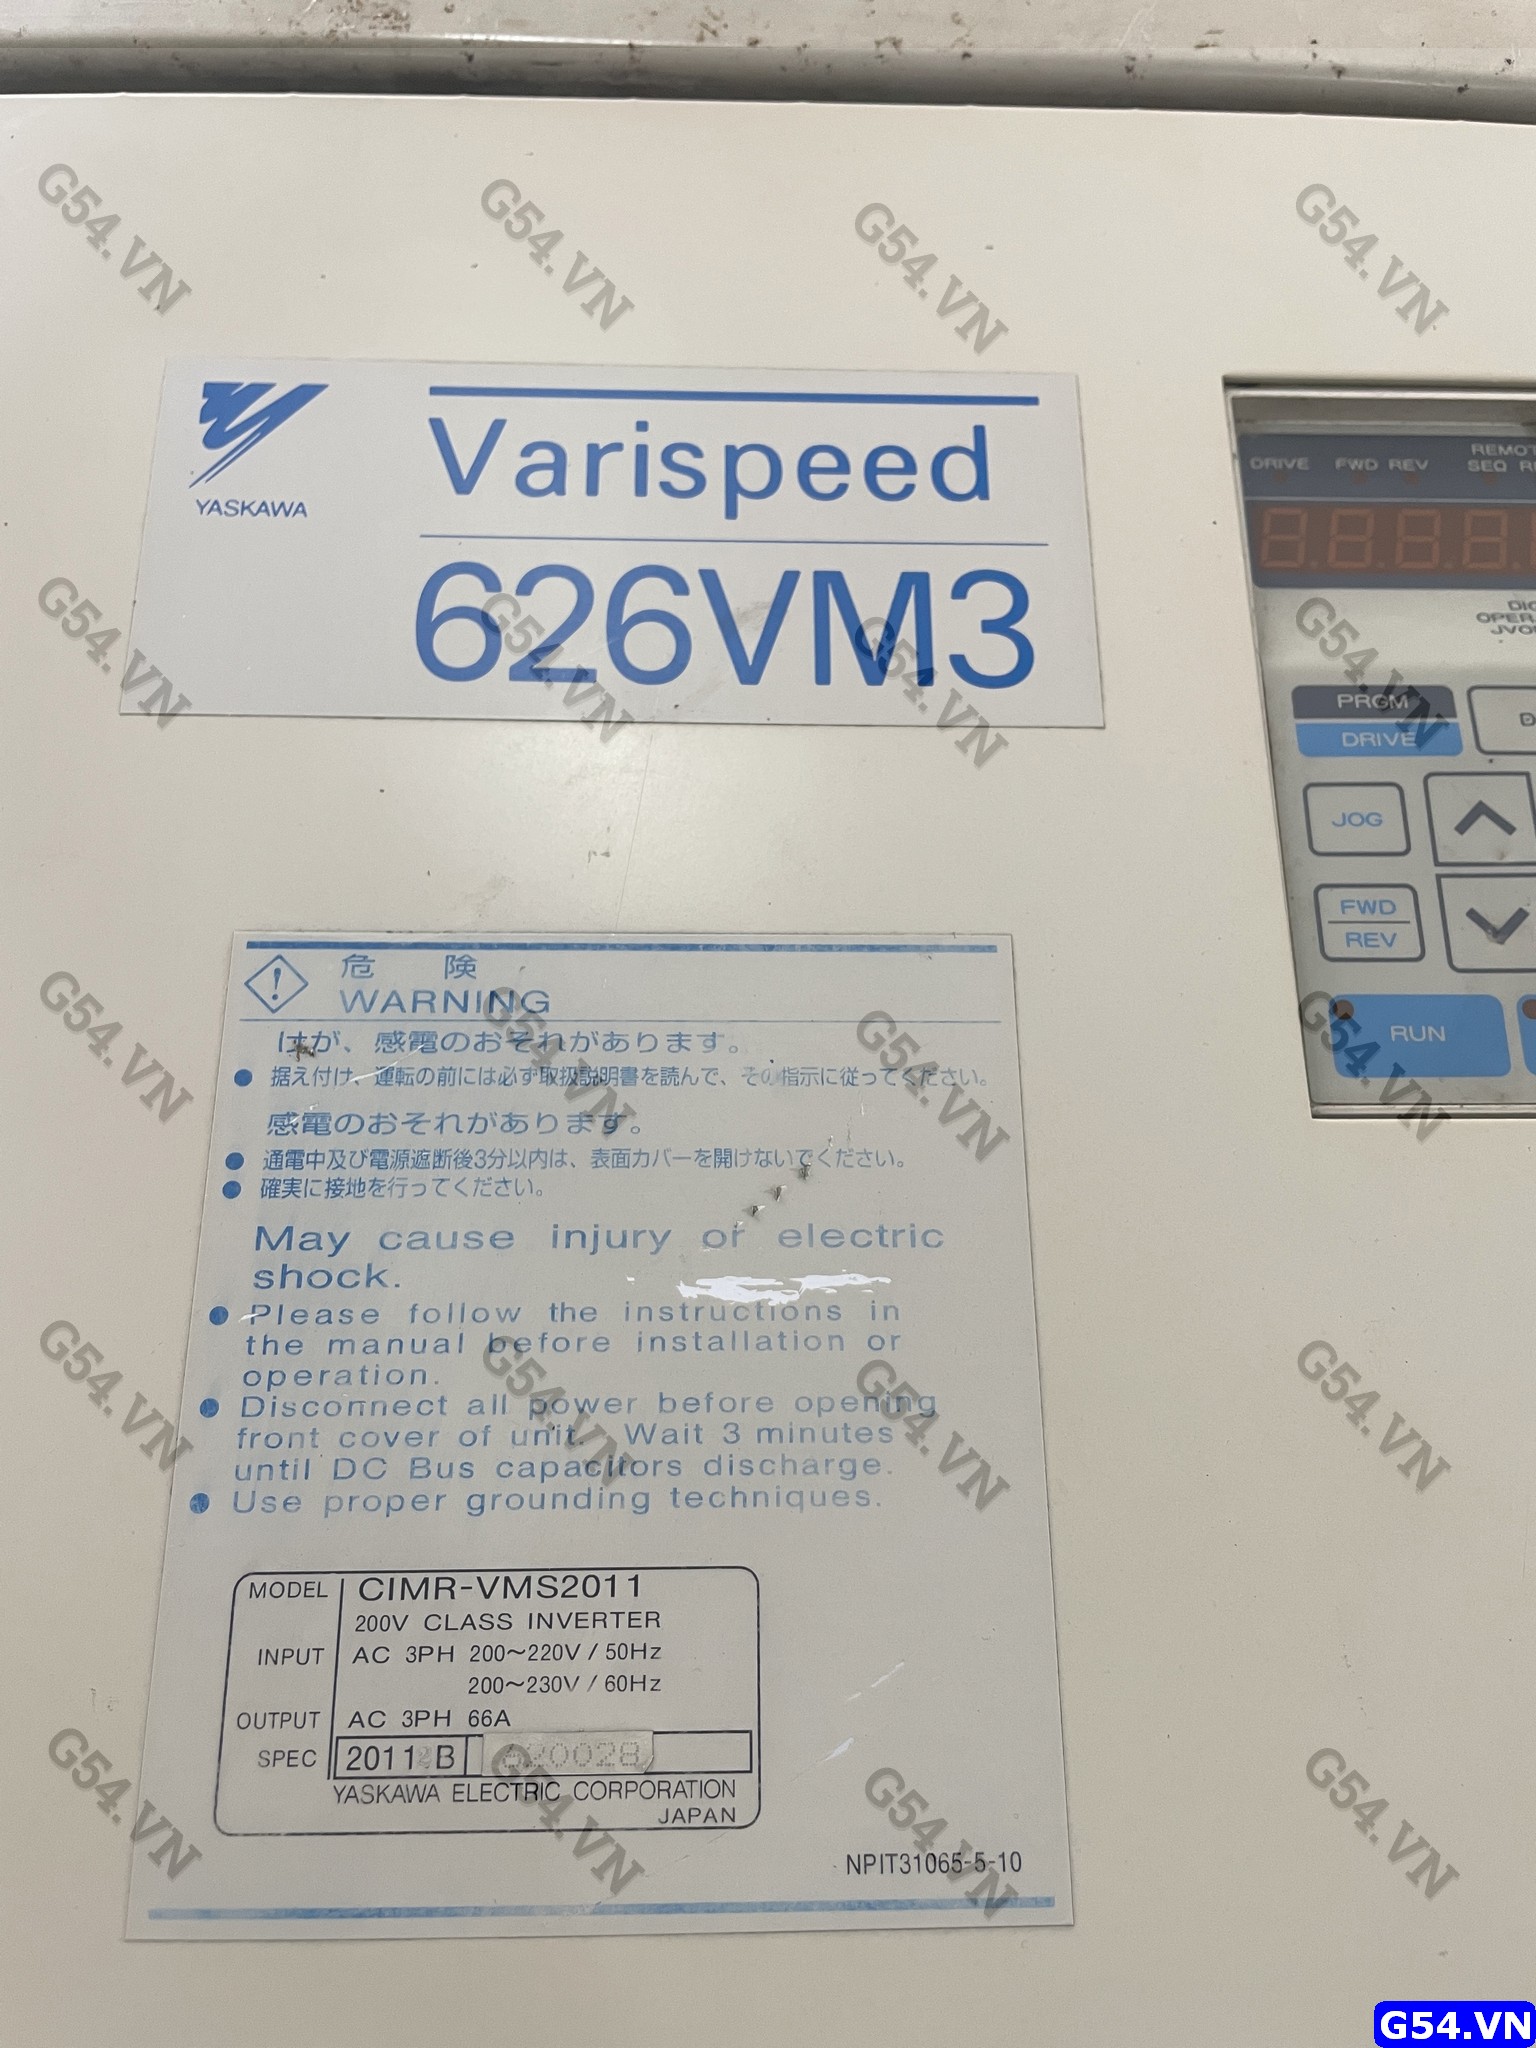 YASKAWA
Varispeed
626VM3
DRIVE FWD REV
SEQ
PRGM
DRIVE
JOG
FWD
REV
RUN
危 険
WARNING
けが、感電のおそれがあります。
● 据え付け、運転の前には必ず取扱説明書を読んで、その指示に従ってください。
感電のおそれがあります。
● 通電中及び電源遮断後3分以内は、表面カバーを開けないでください。
● 確実に接地を行ってください。
May cause injury or electric
shock.
● Please follow the instructions in
the manual before installation or
operation.
● Disconnect all power before opening
front cover of unit. Wait 3 minutes
until DC Bus capacitors discharge.
● Use proper grounding techniques.
MODEL CIMR-VMS2011
200V CLASS INVERTER
INPUT AC 3PH 200~220V / 50Hz
200~230V / 60Hz
OUTPUT AC 3PH 66A
SPEC 2011 B 620028
YASKAWA ELECTRIC CORPORATION
JAPAN
NPIT31065-5-10
G54.VN